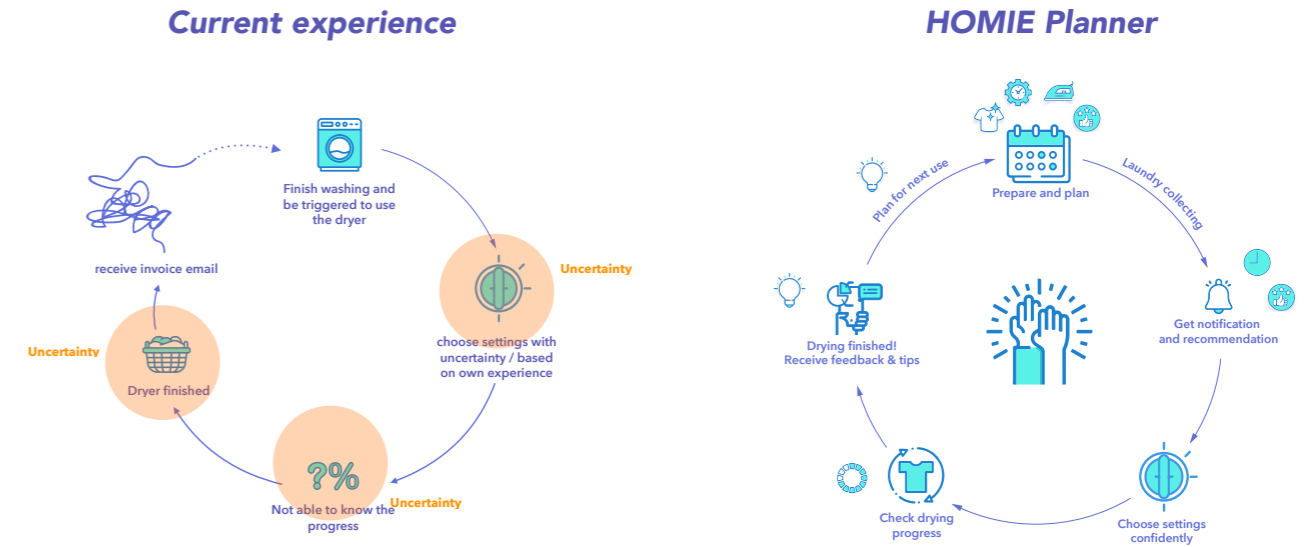 Current experience
Finish washing and
be triggered to use
the dryer
Uncertainty
choose settings with
uncertainty / based
on own experience
?%
Not able to know the
progress
Uncertainty
Dryer finished
Uncertainty
receive invoice email
HOMIE Planner
Prepare and plan
Laundry collecting
Get notification
and recommendation
Choose settings
confidently
Check drying
progress
Drying finished!
Receive feedback & tips
Plan for next use